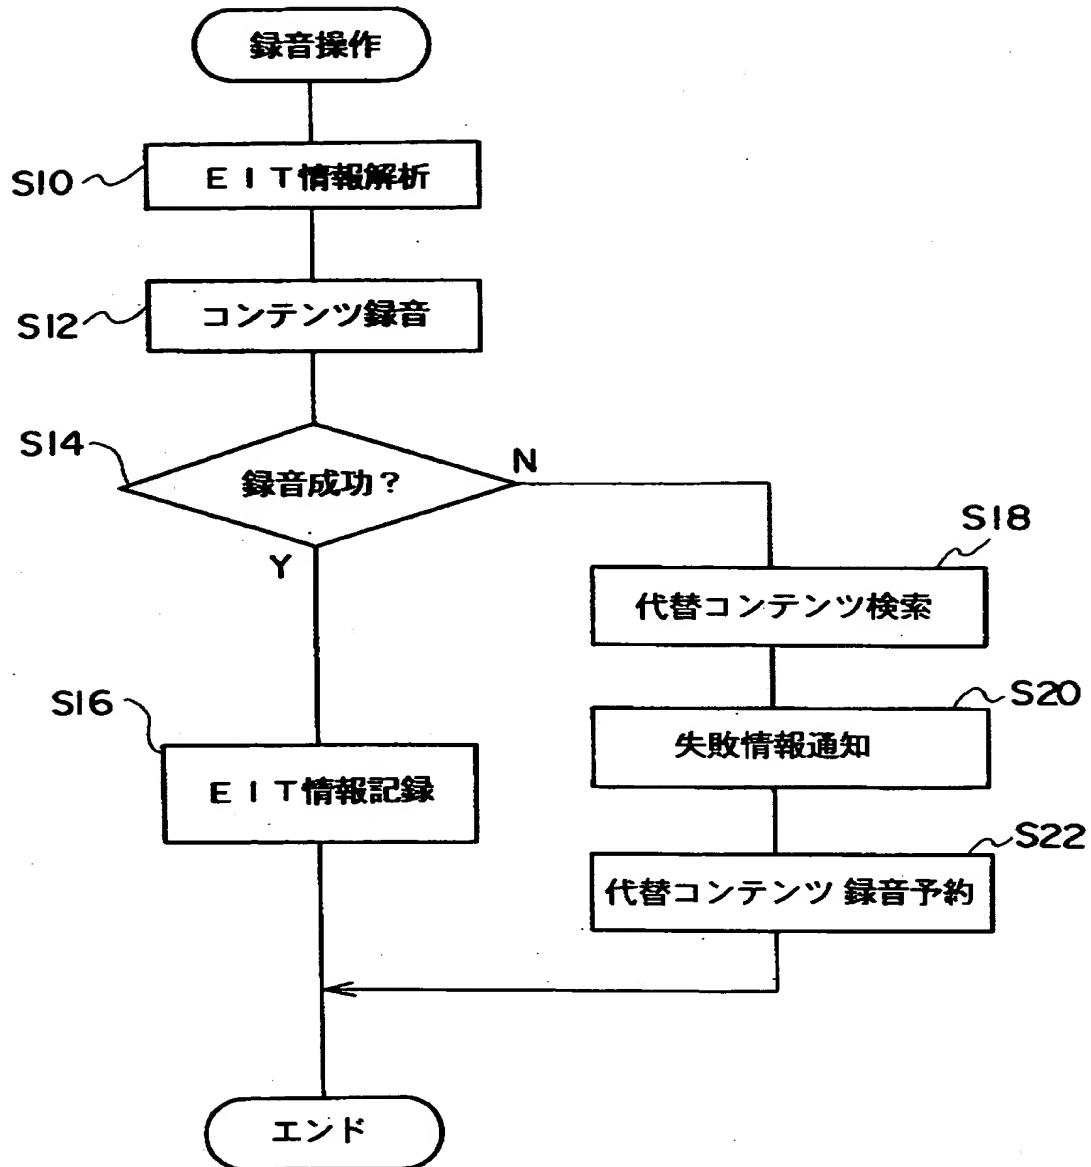 録音操作
S10
EIT情報解析
S12
コンテンツ録音
S14
録音成功?
N
Y
S18
代替コンテンツ検索
S20
失敗情報通知
S16
EIT情報記録
S22
代替コンテンツ 録音予約
エンド